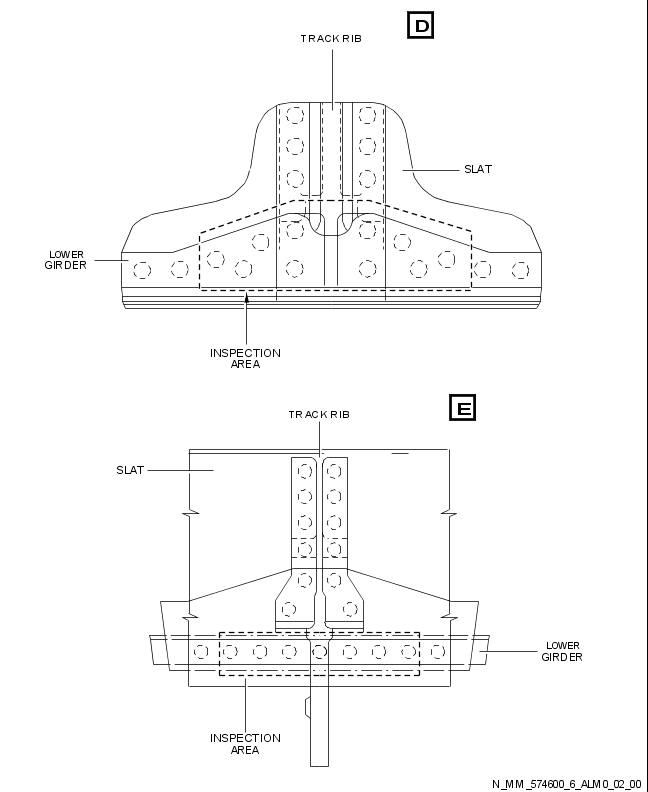 D
TRACK RIB
SLAT
LOWER
GIRDER
INSPECTION
AREA
E
TRACK RIB
SLAT
LOWER
GIRDER
INSPECTION
AREA
N_MM_574600_6_ALM0_02_00